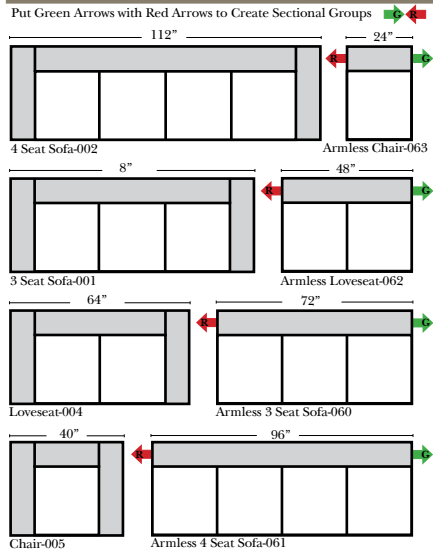 Put Green Arrows with Red Arrows to Create Sectional Groups G R
112” 24”
R G
4 Seat Sofa-002 Armless Chair-063
8” 48”
R G
3 Seat Sofa-001 Armless Loveseat-062
64” 72”
R G
Loveseat-004 Armless 3 Seat Sofa-060
40” 96”
R G
Chair-005 Armless 4 Seat Sofa-061